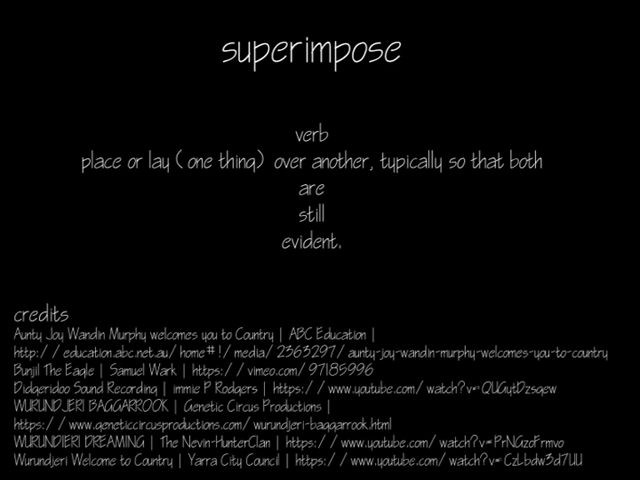 superimpose
verb
place or lay ( one thing) over another, typically so that both
are
still
evident.
credits
Aunty Joy Wandin Murphy welcomes you to Country | ABC Education |
http: / / education.abc.net.au/ home# !/ media/ 2363297/ aunty-joy-wandin-murphy-welcomes-you-to-country
Bunjil The Eagle | Samuel Wark | https: / / vimeo.com/ 97185996
Didgeridoo Sound Recording | immie P Rodgers | https: / / www.youtube.com/ watch?v=
WURUNDJERI BAGGARROOK | Genetic Circus Productions |
https: / / www.geneticcircusproductions.com/ wurundjeri-baggarrook.html
WURUNDJERI DREAMING | The Nevin-HunterClan | https: / / www.youtube.com/ watch?v=PrNGzoFrmvo
Wurundjeri Welcome to Country | Yarra City Council | https: / / www.youtube.com/ watch?v=CzLbdw3d7UU